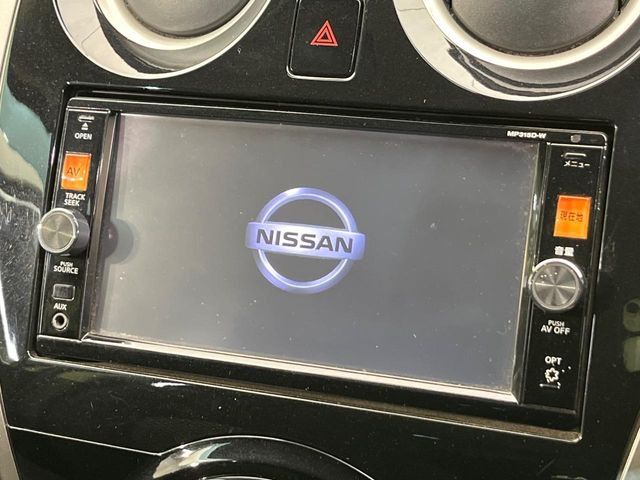 MP315D-W
OPEN
AV
TRACK
SEEK
PUSH
SOURCE
AUX
NISSAN
メニュー
現在地
音量
PUSH
AV OFF
OPT